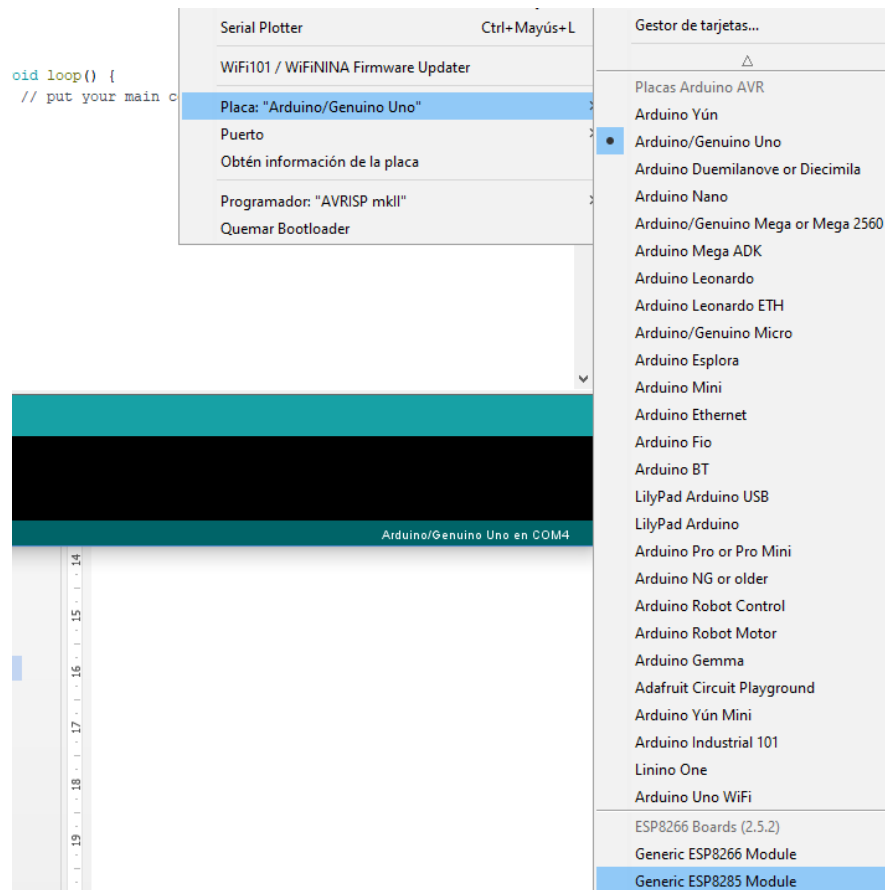 Serial Plotter Ctrl+Mayús+L
WiFi101 / WiFiNINA Firmware Updater
Placa: "Arduino/Genuino Uno"
Puerto
Obtén información de la placa
Programador: "AVRISP mkII"
Quemar Bootloader
oid loop() {
// put your main c
Arduino/Genuino Uno en COM4
14
15
16
17
18
19
Gestor de tarjetas...
Placas Arduino AVR
Arduino Yún
Arduino/Genuino Uno
Arduino Duemilanove or Diecimila
Arduino Nano
Arduino/Genuino Mega or Mega 2560
Arduino Mega ADK
Arduino Leonardo
Arduino Leonardo ETH
Arduino/Genuino Micro
Arduino Esplora
Arduino Mini
Arduino Ethernet
Arduino Fio
Arduino BT
LilyPad Arduino USB
LilyPad Arduino
Arduino Pro or Pro Mini
Arduino NG or older
Arduino Robot Control
Arduino Robot Motor
Arduino Gemma
Adafruit Circuit Playground
Arduino Yún Mini
Arduino Industrial 101
Linino One
Arduino Uno WiFi
ESP8266 Boards (2.5.2)
Generic ESP8266 Module
Generic ESP8285 Module